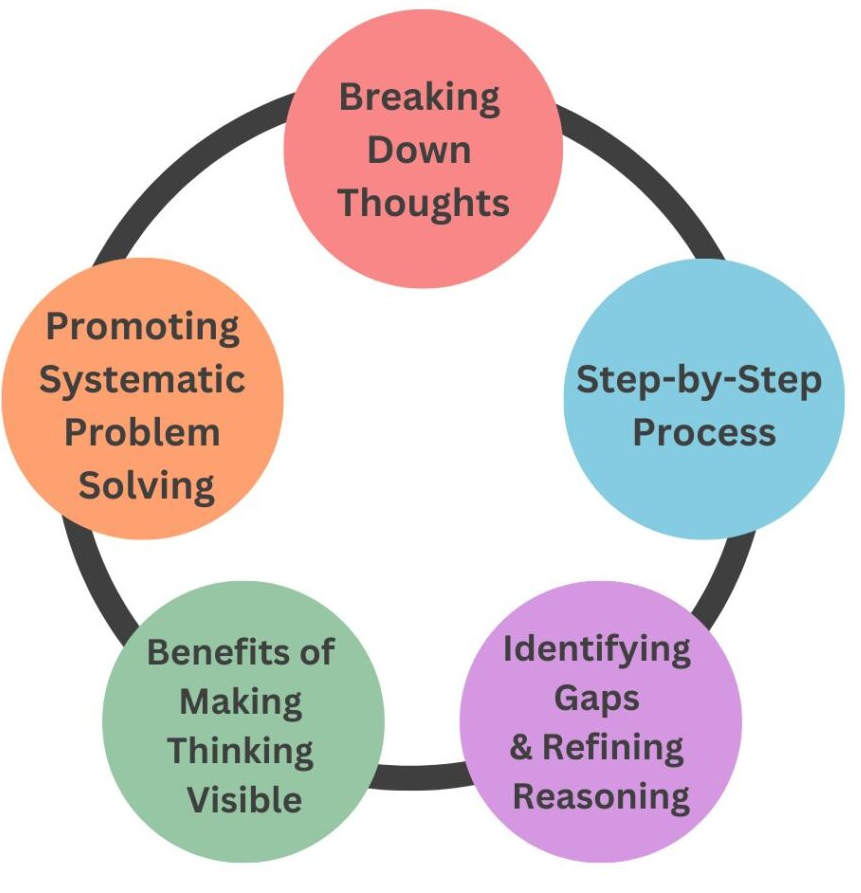 Breaking
Down
Thoughts
Step-by-Step
Process
Identifying
Gaps
& Refining
Reasoning
Benefits of
Making
Thinking
Visible
Promoting
Systematic
Problem
Solving